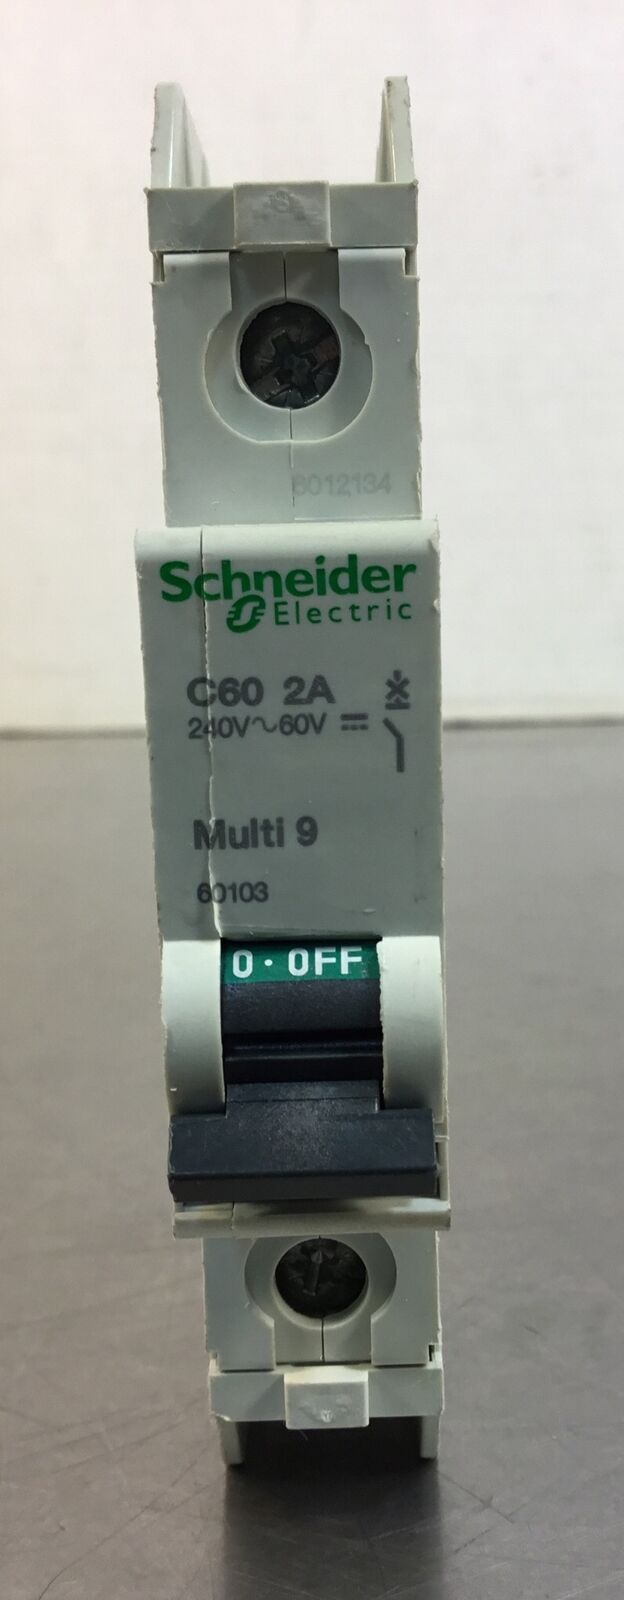 6012134
Schneider
Electric
C60 2A
240V~60V ⎓
Multi 9
60103
0 · OFF